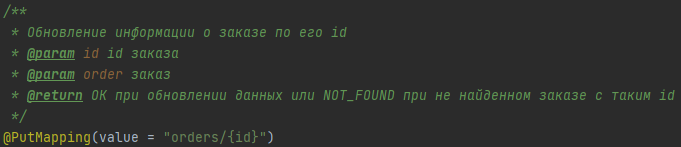 /**
* Обновление информации о заказе по его id
* @param id id заказа
* @param order заказ
* @return OK при обновлении данных или NOT_FOUND при не найденном заказе с таким id
*/
@PutMapping(value = "orders/{id}")